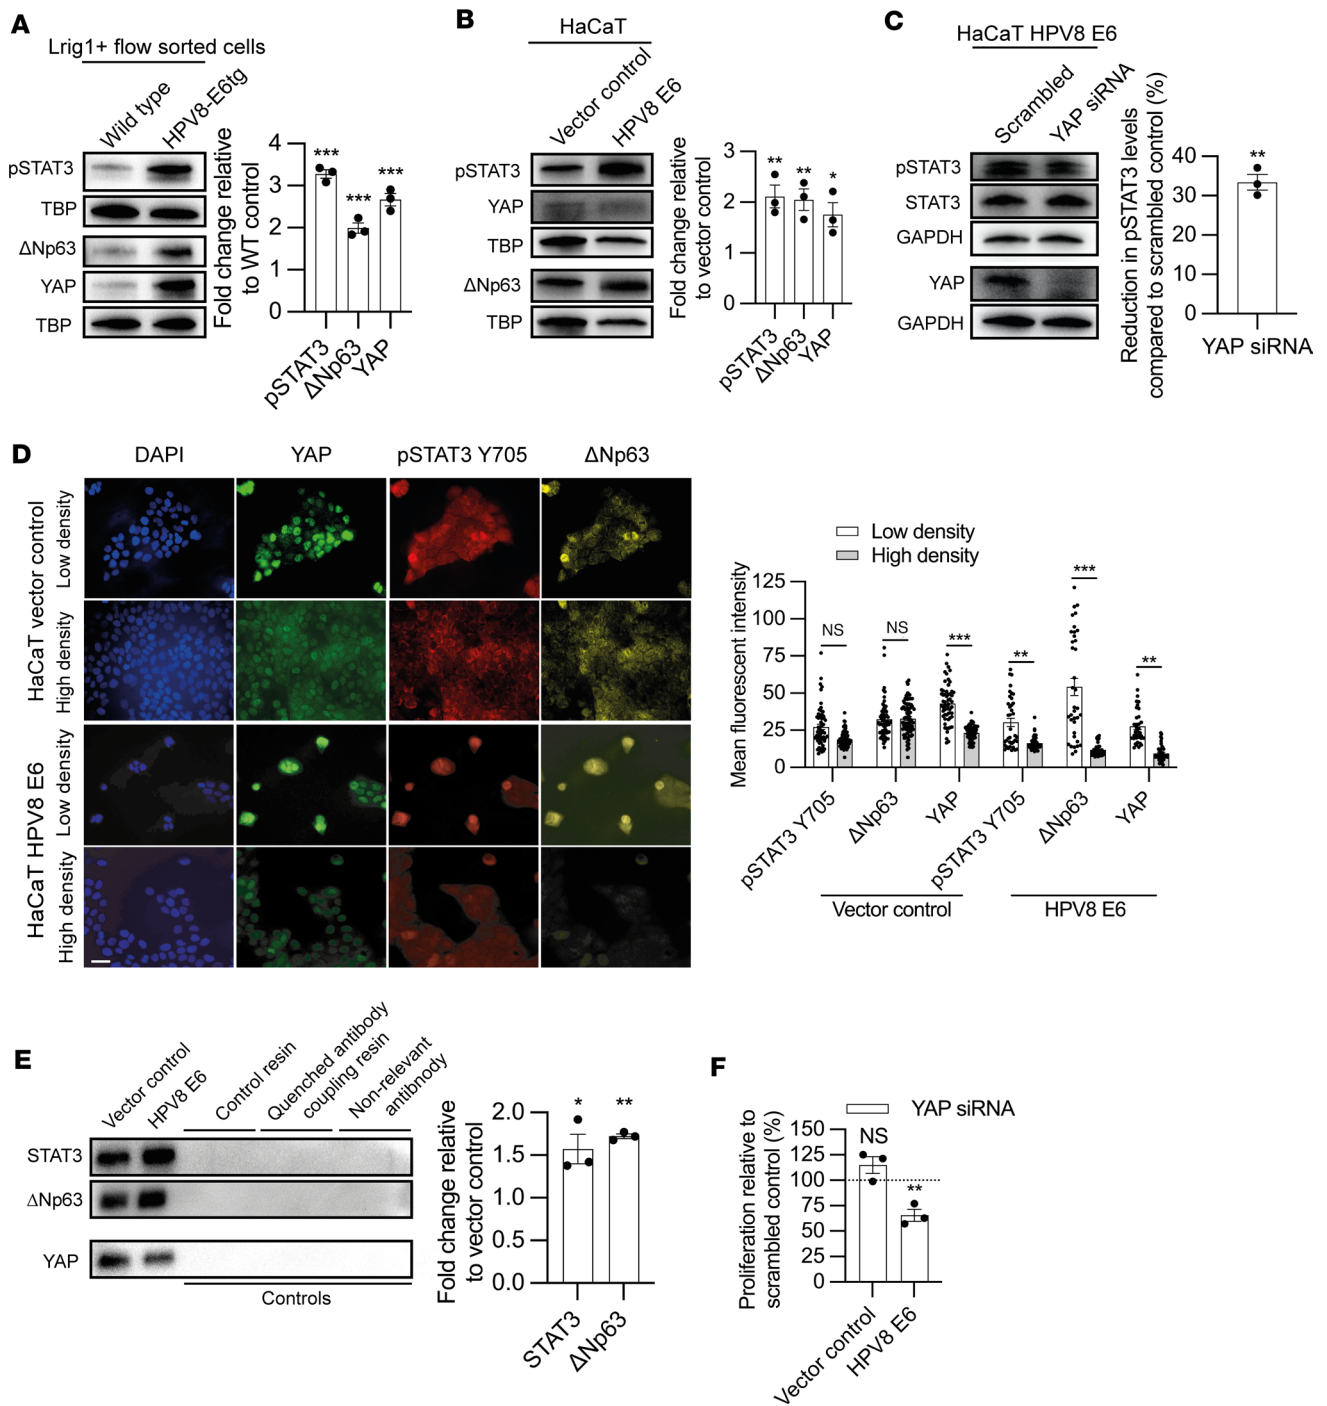 A
Lrig1+ flow sorted cells
Wild type
HPV8-E6tg
pSTAT3
TBP
ΔNp63
YAP
TBP
Fold change relative
to WT control
4
3
2
1
0
***
***
***
pSTAT3
ΔNp63
YAP
B
HaCaT
Vector control
HPV8 E6
pSTAT3
YAP
TBP
ΔNp63
TBP
Fold change relative
to vector control
3
2
1
0
**
**
*
pSTAT3
ΔNp63
YAP
C
HaCaT HPV8 E6
Scrambled
YAP siRNA
pSTAT3
STAT3
GAPDH
YAP
GAPDH
Reduction in pSTAT3 levels
compared to scrambled control (%)
40
30
20
10
0
**
YAP siRNA
D
DAPI
YAP
pSTAT3 Y705
ΔNp63
HaCaT vector control
Low density
High density
HaCaT HPV8 E6
Low density
High density
Low density
High density
Mean fluorescent intensity
125
100
75
50
25
0
NS
NS
***
**
***
**
pSTAT3 Y705
ΔNp63
YAP
pSTAT3 Y705
ΔNp63
YAP
Vector control
HPV8 E6
E
Vector control
HPV8 E6
Control resin
Quenched antibody
coupling resin
Non-relevant
antibnody
STAT3
ΔNp63
YAP
Controls
Fold change relative
to vector control
2.0
1.5
1.0
0.5
0.0
*
**
STAT3
ΔNp63
F
YAP siRNA
Proliferation relative to
scrambled control (%)
150
125
100
75
50
25
0
NS
**
Vector control
HPV8 E6